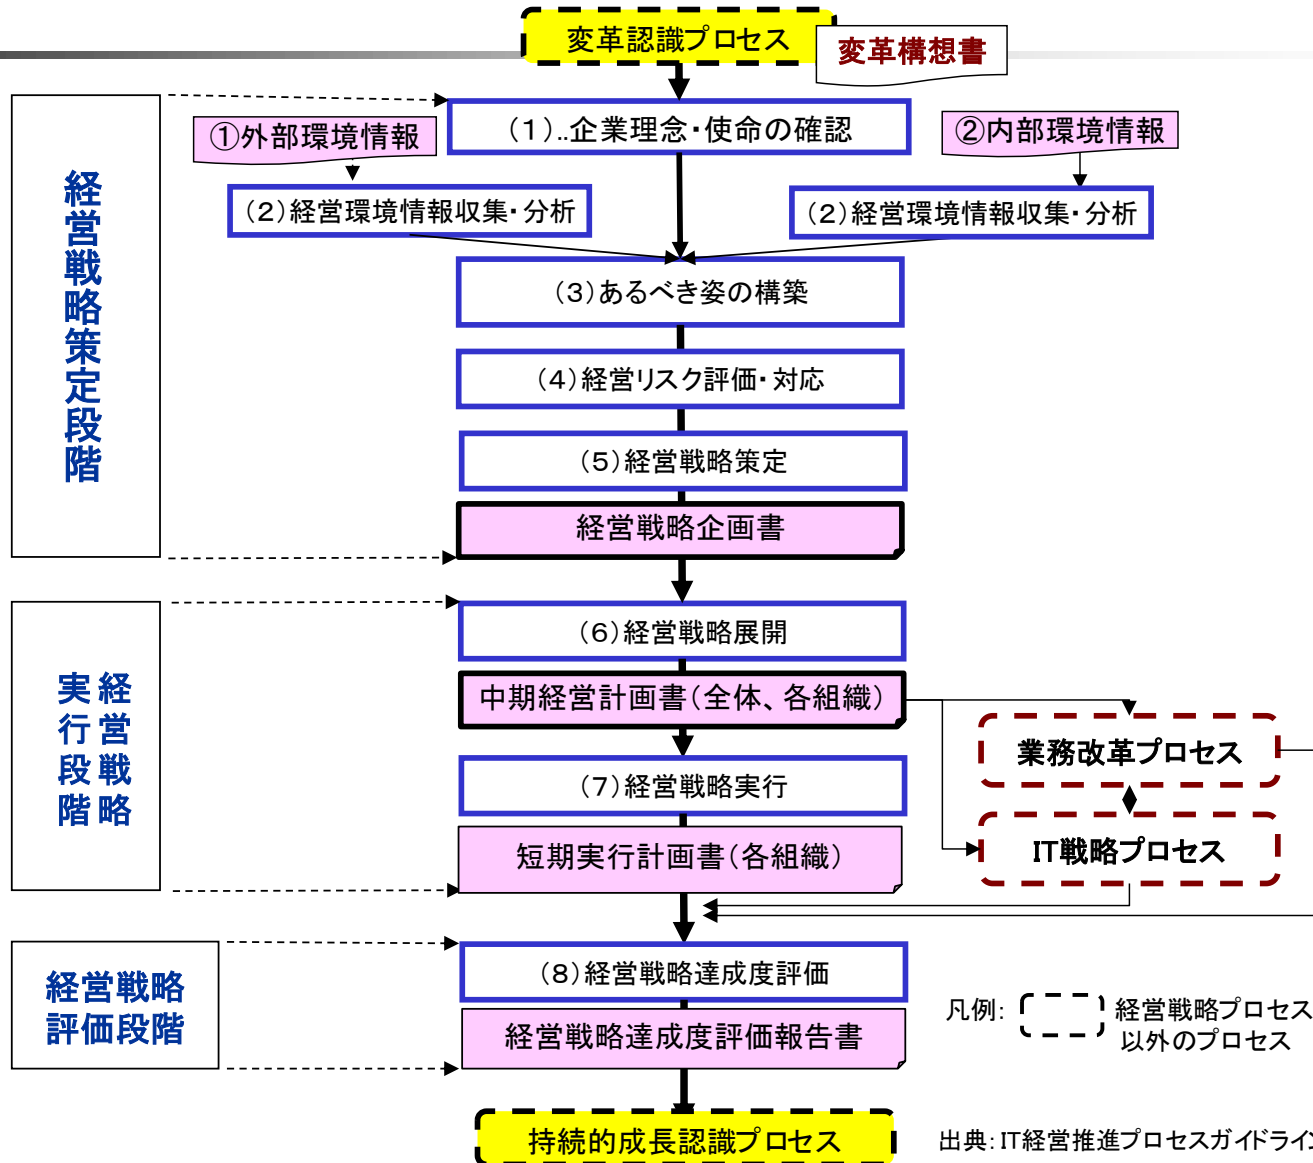 変革認識プロセス
変革構想書
(1)..企業理念・使命の確認
①外部環境情報
②内部環境情報
(2)経営環境情報収集・分析
(2)経営環境情報収集・分析
経営戦略策定段階
(3)あるべき姿の構築
(4)経営リスク評価・対応
(5)経営戦略策定
経営戦略企画書
経営戦略
実行段階
(6)経営戦略展開
中期経営計画書(全体、各組織)
業務改革プロセス
(7)経営戦略実行
短期実行計画書(各組織)
IT戦略プロセス
経営戦略
評価段階
(8)経営戦略達成度評価
経営戦略達成度評価報告書
凡例:
経営戦略プロセス
以外のプロセス
持続的成長認識プロセス
出典:IT経営推進プロセスガイドライン